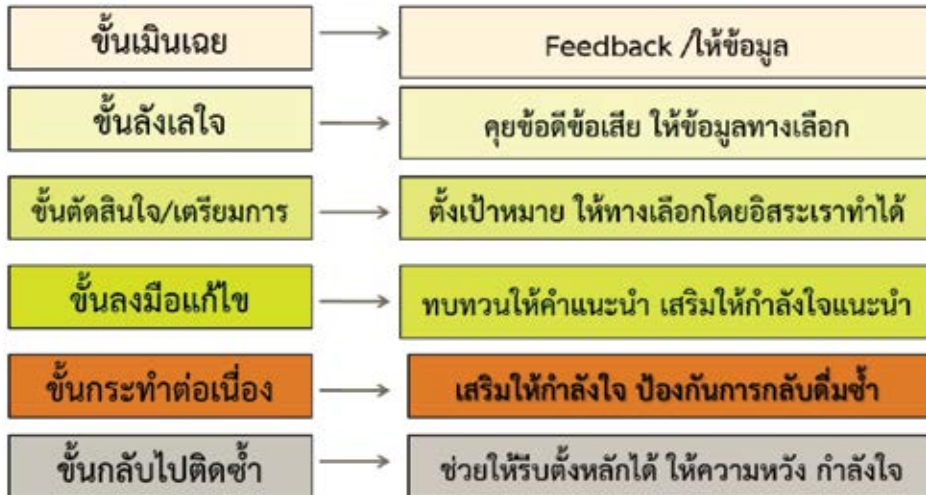 ขั้นเมินเฉย
Feedback /ให้ข้อมูล
ขั้นลังเลใจ
คุยข้อดีข้อเสีย ให้ข้อมูลทางเลือก
ขั้นตัดสินใจ/เตรียมการ
ตั้งเป้าหมาย ให้ทางเลือกโดยอิสระเราทำได้
ขั้นลงมือแก้ไข
ทบทวนให้คำแนะนำ เสริมให้กำลังใจแนะนำ
ขั้นกระทำต่อเนื่อง
เสริมให้กำลังใจ ป้องกันการกลับดื่มซ้ำ
ขั้นกลับไปติดซ้ำ
ช่วยให้รีบตั้งหลักได้ ให้ความหวัง กำลังใจ